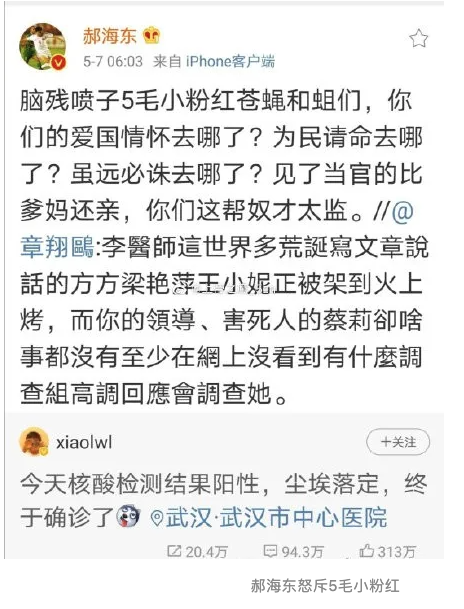 郝海东
5-7 06:03 来自 iPhone客户端
脑残喷子5毛小粉红苍蝇和蛆们，你
们的爱国情怀去哪了？为民请命去哪
了？虽远必诛去哪了？见了当官的比
爹妈还亲，你们这帮奴才太监。//@
章翔鷗:李醫師這世界多荒誕寫文章說
話的方方梁艳萍王小妮正被架到火上
烤，而你的領導、害死人的蔡莉卻啥
事都沒有至少在網上沒看到有什麼調
查組高調回應會調查她。
xiaolwl
+关注
今天核酸检测结果阳性，尘埃落定，终
于确诊了 武汉·武汉市中心医院
20.4万 94.3万 313万
郝海东怒斥5毛小粉红